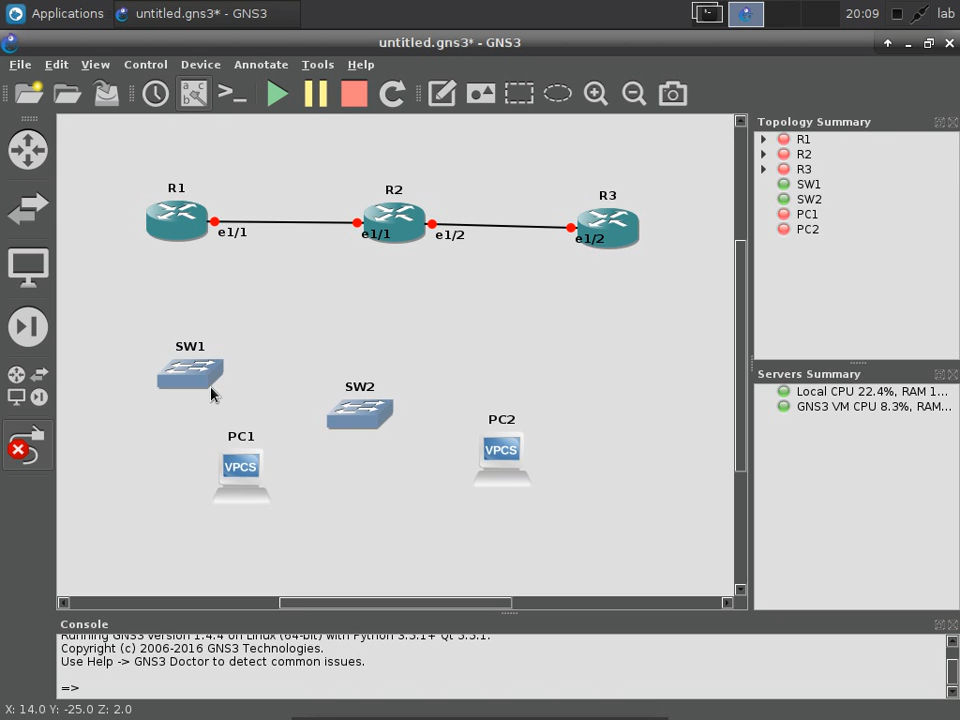 Applications
untitled.gns3* - GNS3
20:09
lab
untitled.gns3* - GNS3
File Edit View Control Device Annotate Tools Help
R1
R2
R3
e1/1
e1/1
e1/2
e1/2
SW1
SW2
PC1
VPCS
PC2
VPCS
Topology Summary
R1
R2
R3
SW1
SW2
PC1
PC2
Servers Summary
Local CPU 22.4%, RAM 1...
GNS3 VM CPU 8.3%, RAM...
Console
Copyright (c) 2006-2016 GNS3 Technologies.
Use Help -> GNS3 Doctor to detect common issues.
=>
X: 14.0 Y: -25.0 Z: 2.0